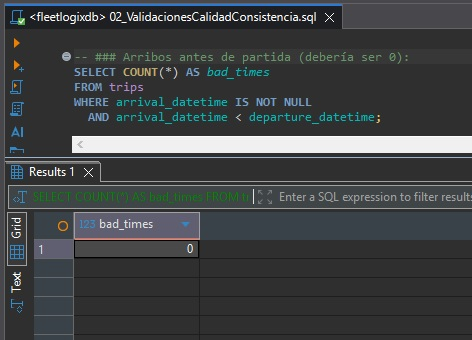 <fleetlogixdb> 02_ValidacionesCalidadConsistencia.sql
-- ### Arribos antes de partida (debería ser 0):
SELECT COUNT(*) AS bad_times
FROM trips
WHERE arrival_datetime IS NOT NULL
AND arrival_datetime < departure_datetime;
AI
Results 1
SELECT COUNT(*) AS bad_times FROM t
Enter a SQL expression to filter results
Grid
Text
123 bad_times
1
0